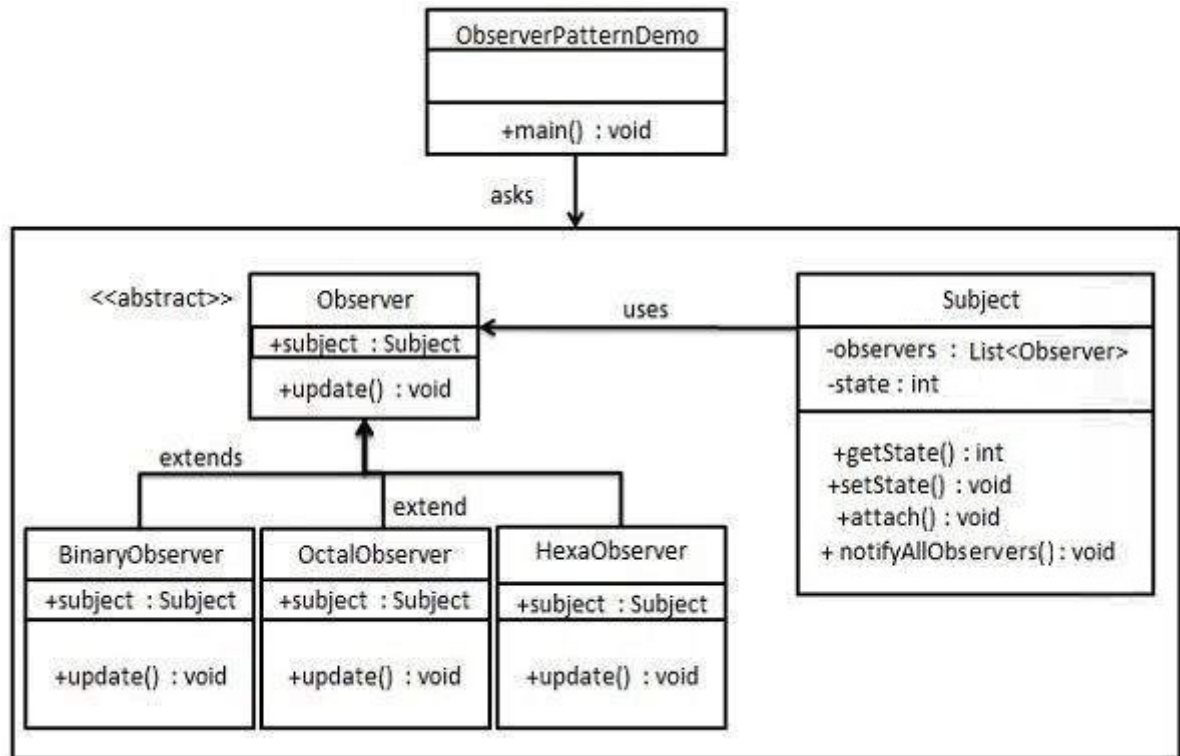 ObserverPatternDemo
+main() : void
asks
<<abstract>>
Observer
+subject : Subject
+update() : void
uses
Subject
-observers : List<Observer>
-state : int
+getState() : int
+setState() : void
+attach() : void
+ notifyAllObservers() : void
extends
extend
BinaryObserver
+subject : Subject
+update() : void
OctalObserver
+subject : Subject
+update() : void
HexaObserver
+subject : Subject
+update() : void